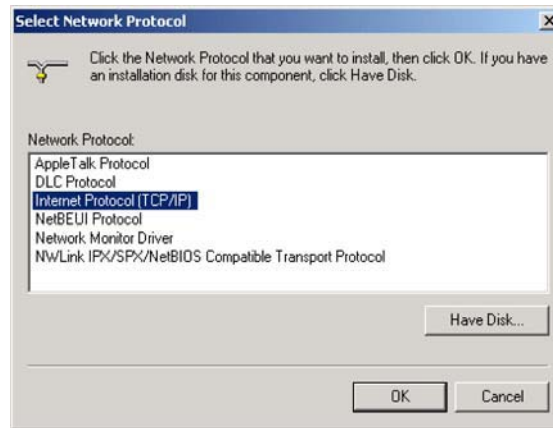 Select Network Protocol
Click the Network Protocol that you want to install, then click OK. If you have
an installation disk for this component, click Have Disk.
Network Protocol:
AppleTalk Protocol
DLC Protocol
Internet Protocol (TCP/IP)
NetBEUI Protocol
Network Monitor Driver
NWLink IPX/SPX/NetBIOS Compatible Transport Protocol
Have Disk...
OK
Cancel